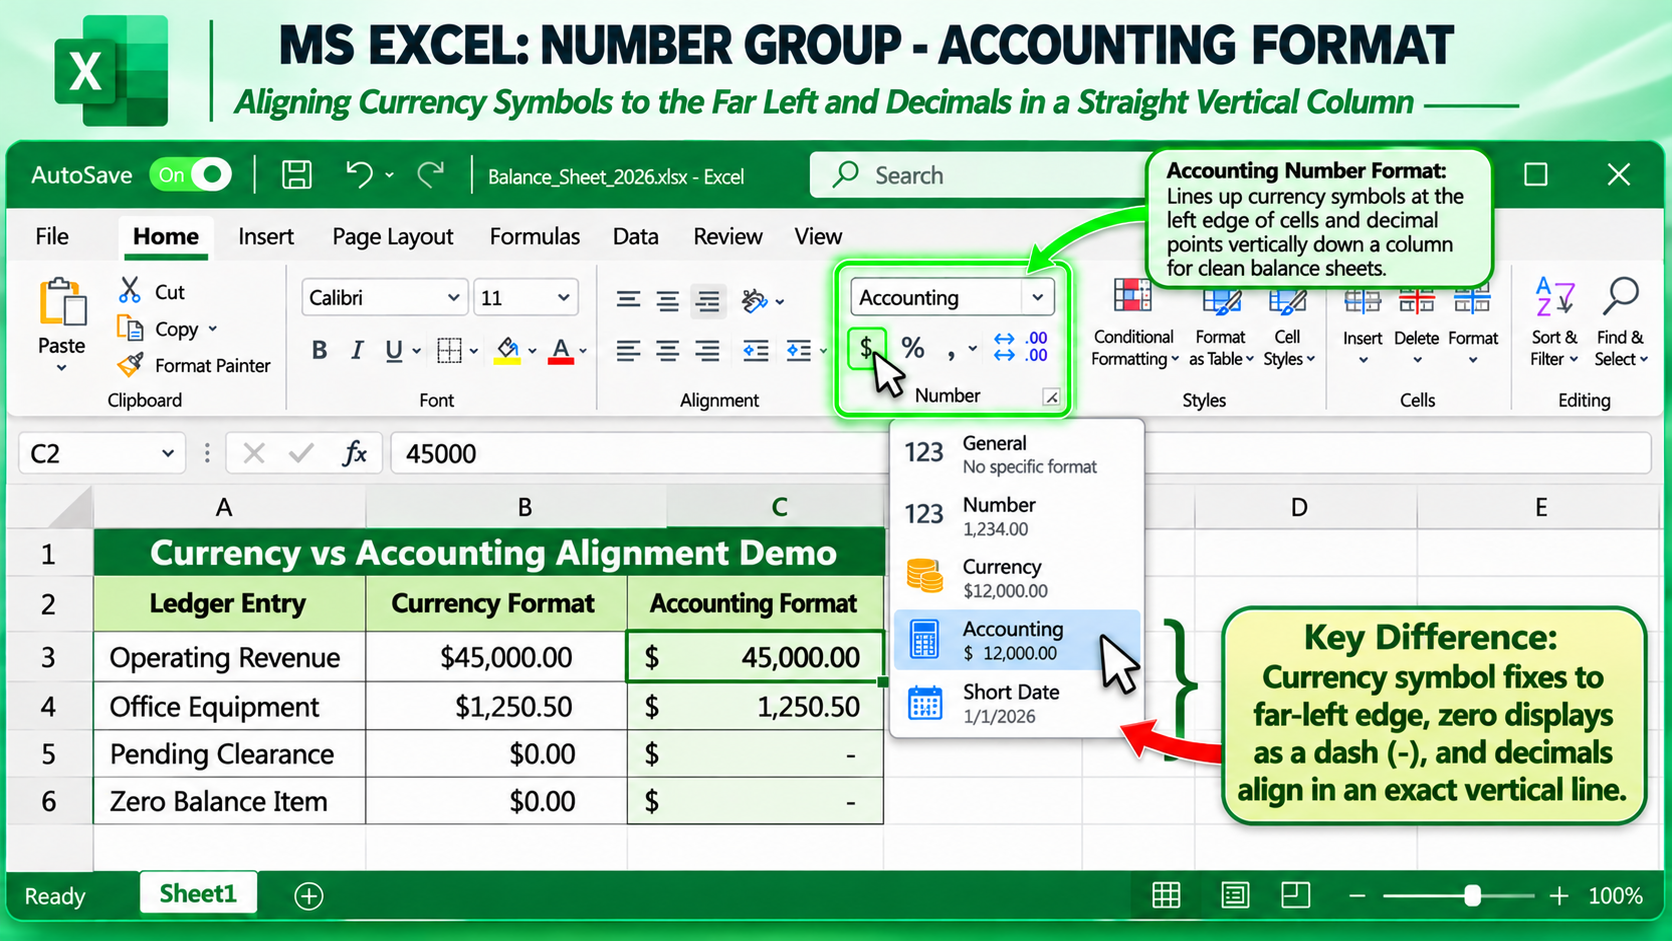 X
MS EXCEL: NUMBER GROUP - ACCOUNTING FORMAT
Aligning Currency Symbols to the Far Left and Decimals in a Straight Vertical Column
AutoSave On
Balance_Sheet_2026.xlsx - Excel
Search
Accounting Number Format:
Lines up currency symbols at the
left edge of cells and decimal
points vertically down a column
for clean balance sheets.
File Home Insert Page Layout Formulas Data Review View
Paste
Cut
Copy
Format Painter
Clipboard
Calibri 11
B I U A
Font
Alignment
Accounting
$ % , .00
.00
Number
Conditional
Formatting
Format
as Table
Cell
Styles
Styles
Insert Delete Format
Cells
A
Z
Sort &
Filter
Find &
Select
Editing
C2 fx 45000
123 General
No specific format
123 Number
1,234.00
Currency
$12,000.00
Accounting
$ 12,000.00
Short Date
1/1/2026
A B C D E
1 Currency vs Accounting Alignment Demo
2 Ledger Entry Currency Format Accounting Format
3 Operating Revenue $45,000.00 $ 45,000.00
4 Office Equipment $1,250.50 $ 1,250.50
5 Pending Clearance $0.00 $ -
6 Zero Balance Item $0.00 $ -
Key Difference:
Currency symbol fixes to
far-left edge, zero displays
as a dash (-), and decimals
align in an exact vertical line.
Ready Sheet1 100%